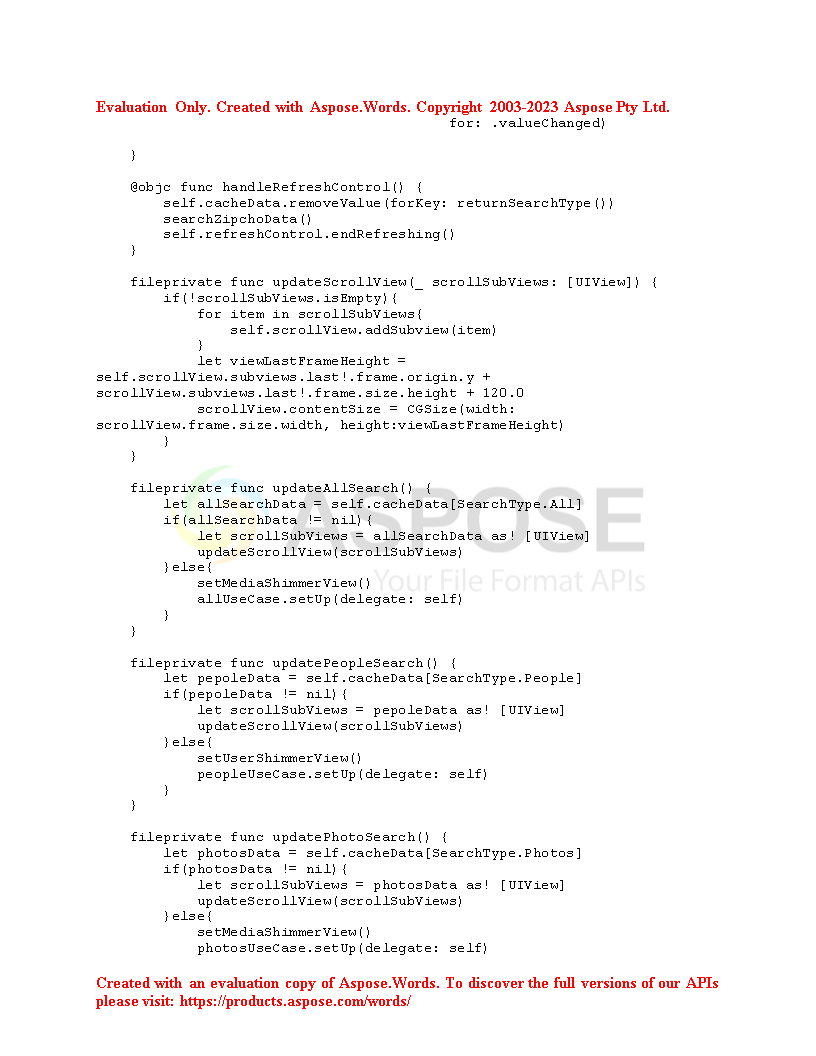 Evaluation Only. Created with Aspose.Words. Copyright 2003-2023 Aspose Pty Ltd.
for: .valueChanged)
}
@objc func handleRefreshControl() {
self.cacheData.removeValue(forKey: returnSearchType())
searchZipchoData()
self.refreshControl.endRefreshing()
}
fileprivate func updateScrollView(_ scrollSubViews: [UIView]) {
if(!scrollSubViews.isEmpty){
for item in scrollSubViews{
self.scrollView.addSubview(item)
}
let viewLastFrameHeight =
self.scrollView.subviews.last!.frame.origin.y +
scrollView.subviews.last!.frame.size.height + 120.0
scrollView.contentSize = CGSize(width:
scrollView.frame.size.width, height:viewLastFrameHeight)
}
}
fileprivate func updateAllSearch() {
let allSearchData = self.cacheData[SearchType.All]
if(allSearchData != nil){
let scrollSubViews = allSearchData as! [UIView]
updateScrollView(scrollSubViews)
}else{
setMediaShimmerView()
allUseCase.setUp(delegate: self)
}
}
ASPOSE
Your File Format APIs
fileprivate func updatePeopleSearch() {
let pepoleData = self.cacheData[SearchType.People]
if(pepoleData != nil){
let scrollSubViews = pepoleData as! [UIView]
updateScrollView(scrollSubViews)
}else{
setUserShimmerView()
peopleUseCase.setUp(delegate: self)
}
}
fileprivate func updatePhotoSearch() {
let photosData = self.cacheData[SearchType.Photos]
if(photosData != nil){
let scrollSubViews = photosData as! [UIView]
updateScrollView(scrollSubViews)
}else{
setMediaShimmerView()
photosUseCase.setUp(delegate: self)
Created with an evaluation copy of Aspose.Words. To discover the full versions of our APIs
please visit: https://products.aspose.com/words/